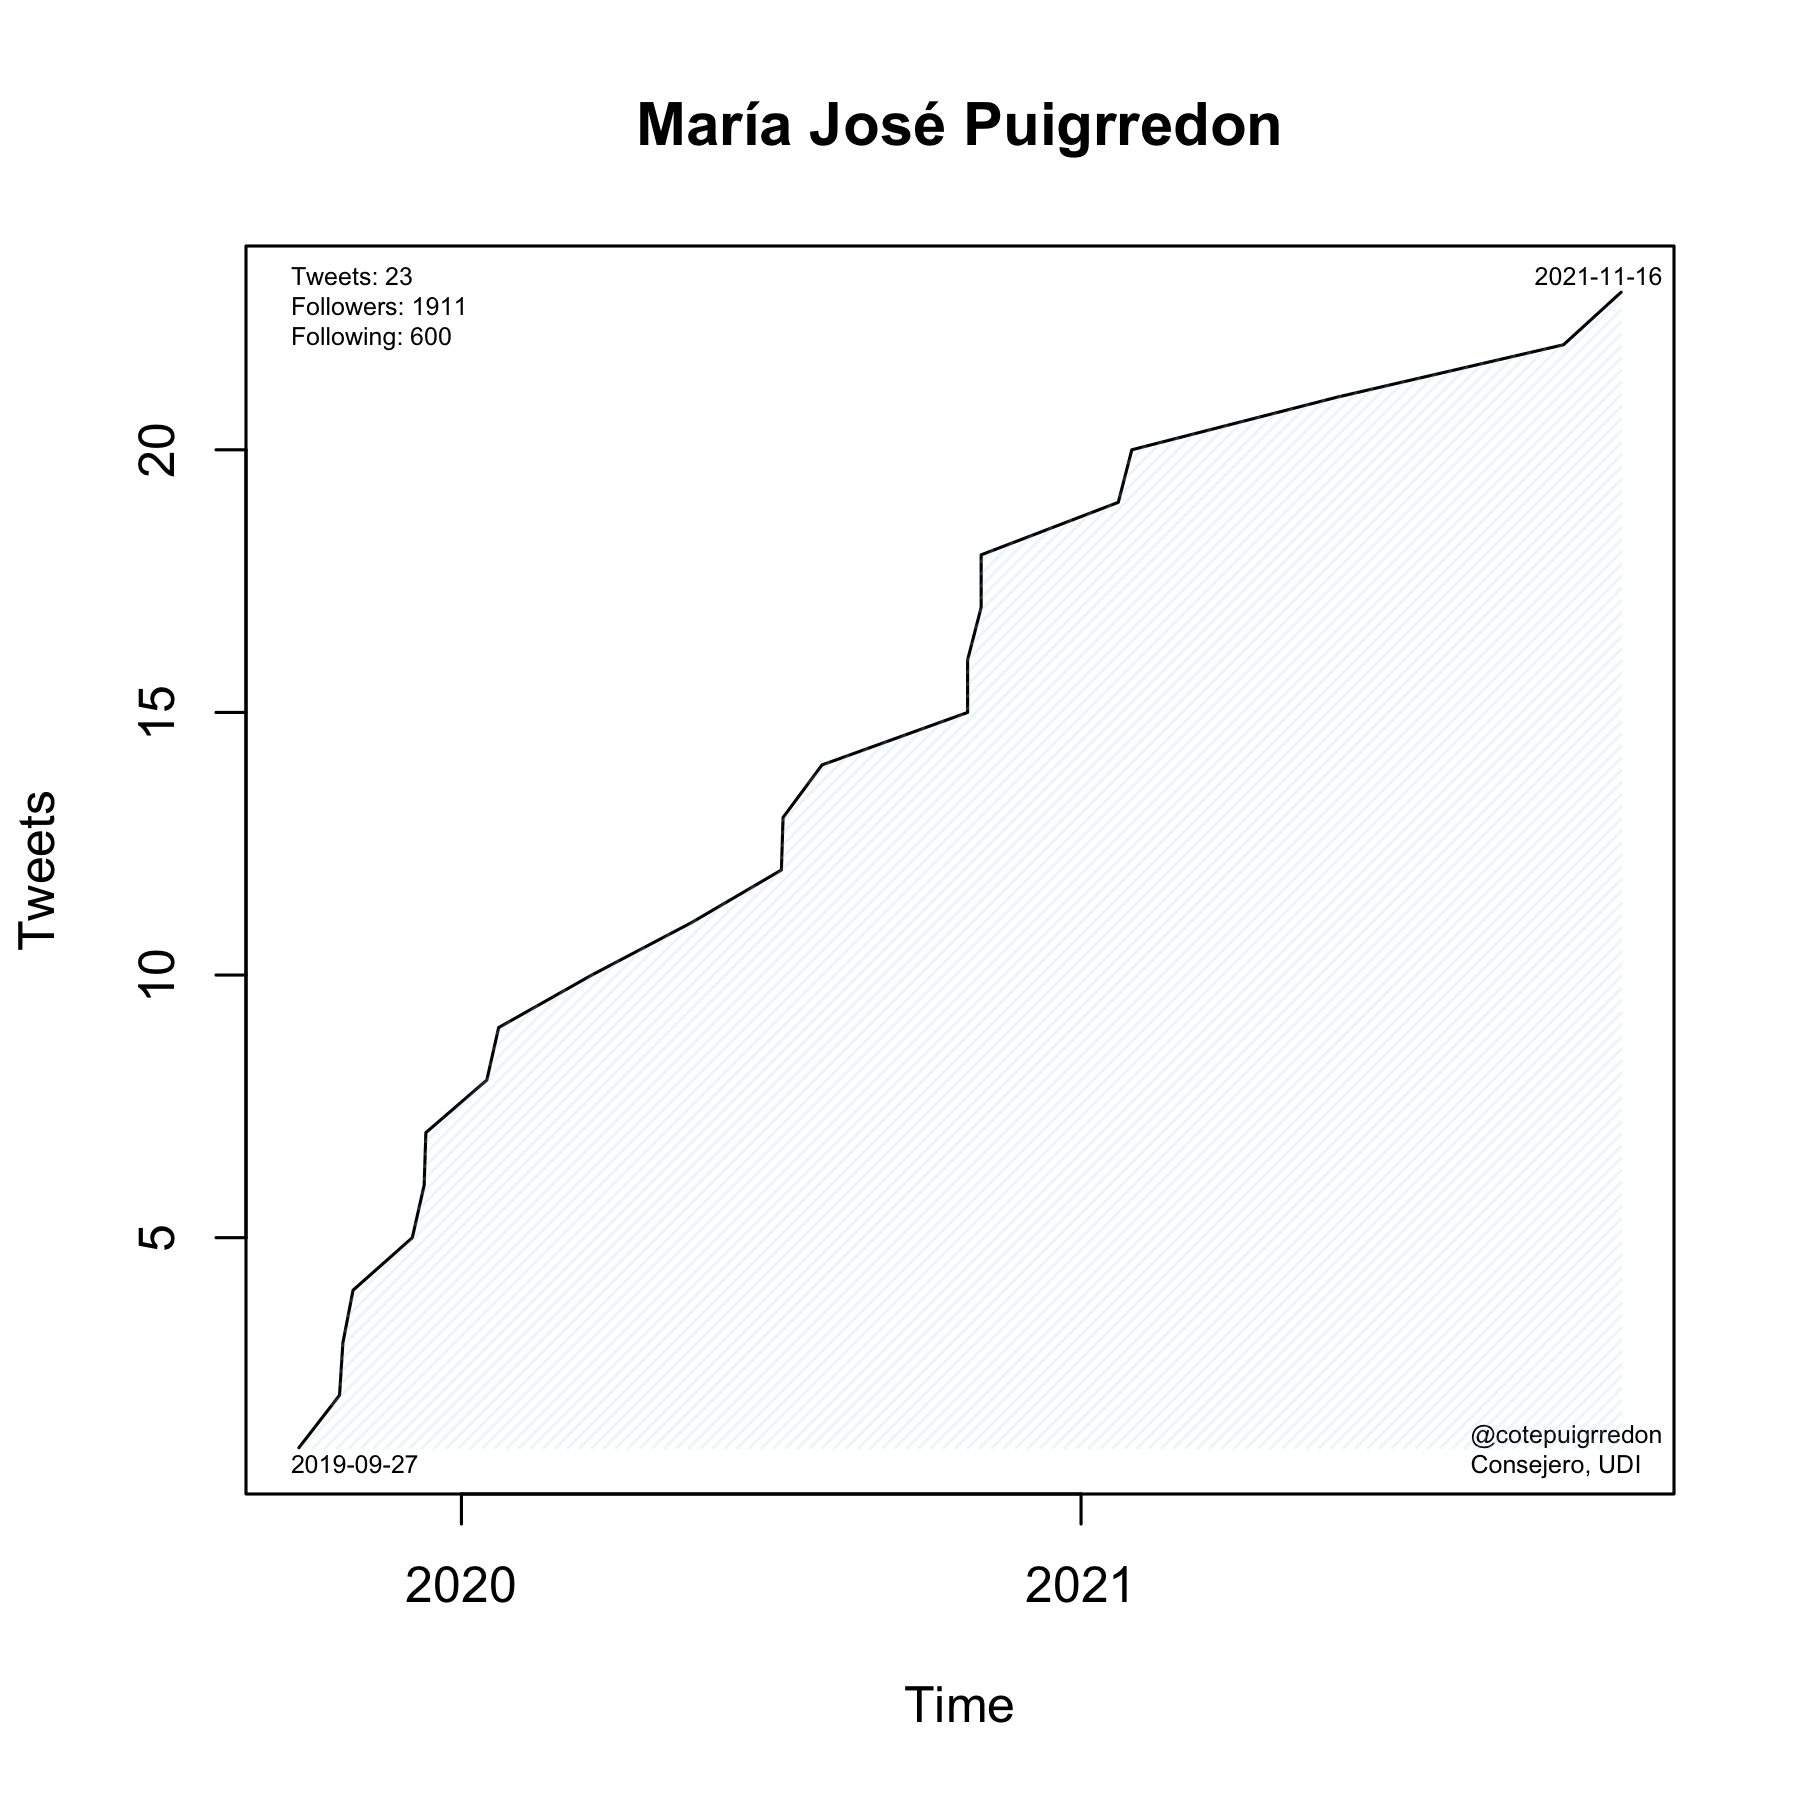 María José Puigrredon
Tweets: 23
Followers: 1911
Following: 600
2021-11-16
20
15
10
5
Tweets
2019-09-27
@cotepuigrredon
Consejero, UDI
2020
2021
Time